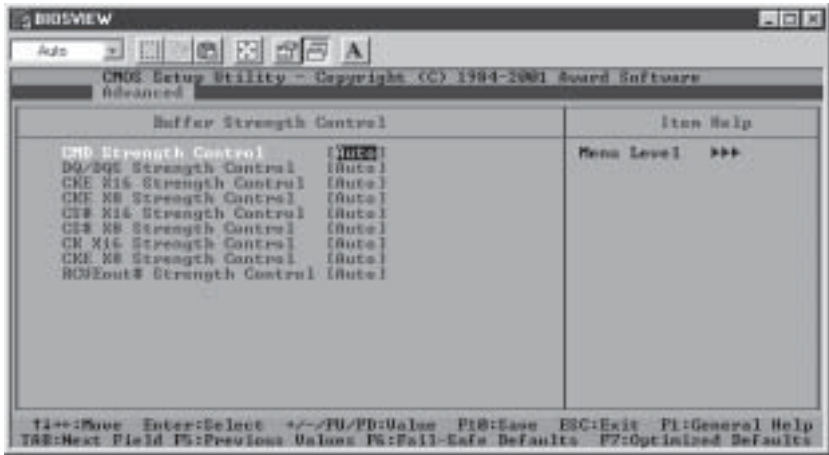 BIOSVIEW
Auto
A
CMOS Setup Utility - Copyright (C) 1984-2001 Award Software
Advanced
Buffer Strength Control
Item Help
CMD Strength Control [Auto]
Menu Level ►►►
DQ/DQS Strength Control [Auto]
CKE X16 Strength Control [Auto]
CKE X8 Strength Control [Auto]
CS# X16 Strength Control [Auto]
CS# X8 Strength Control [Auto]
CK X16 Strength Control [Auto]
CKE X8 Strength Control [Auto]
RCVEout# Strength Control [Auto]
↑↓↔:Move Enter:Select +/-/PU/PD:Value F10:Save ESC:Exit F1:General Help
TAB:Next Field F5:Previous Values F6:Fail-Safe Defaults F7:Optimized Defaults